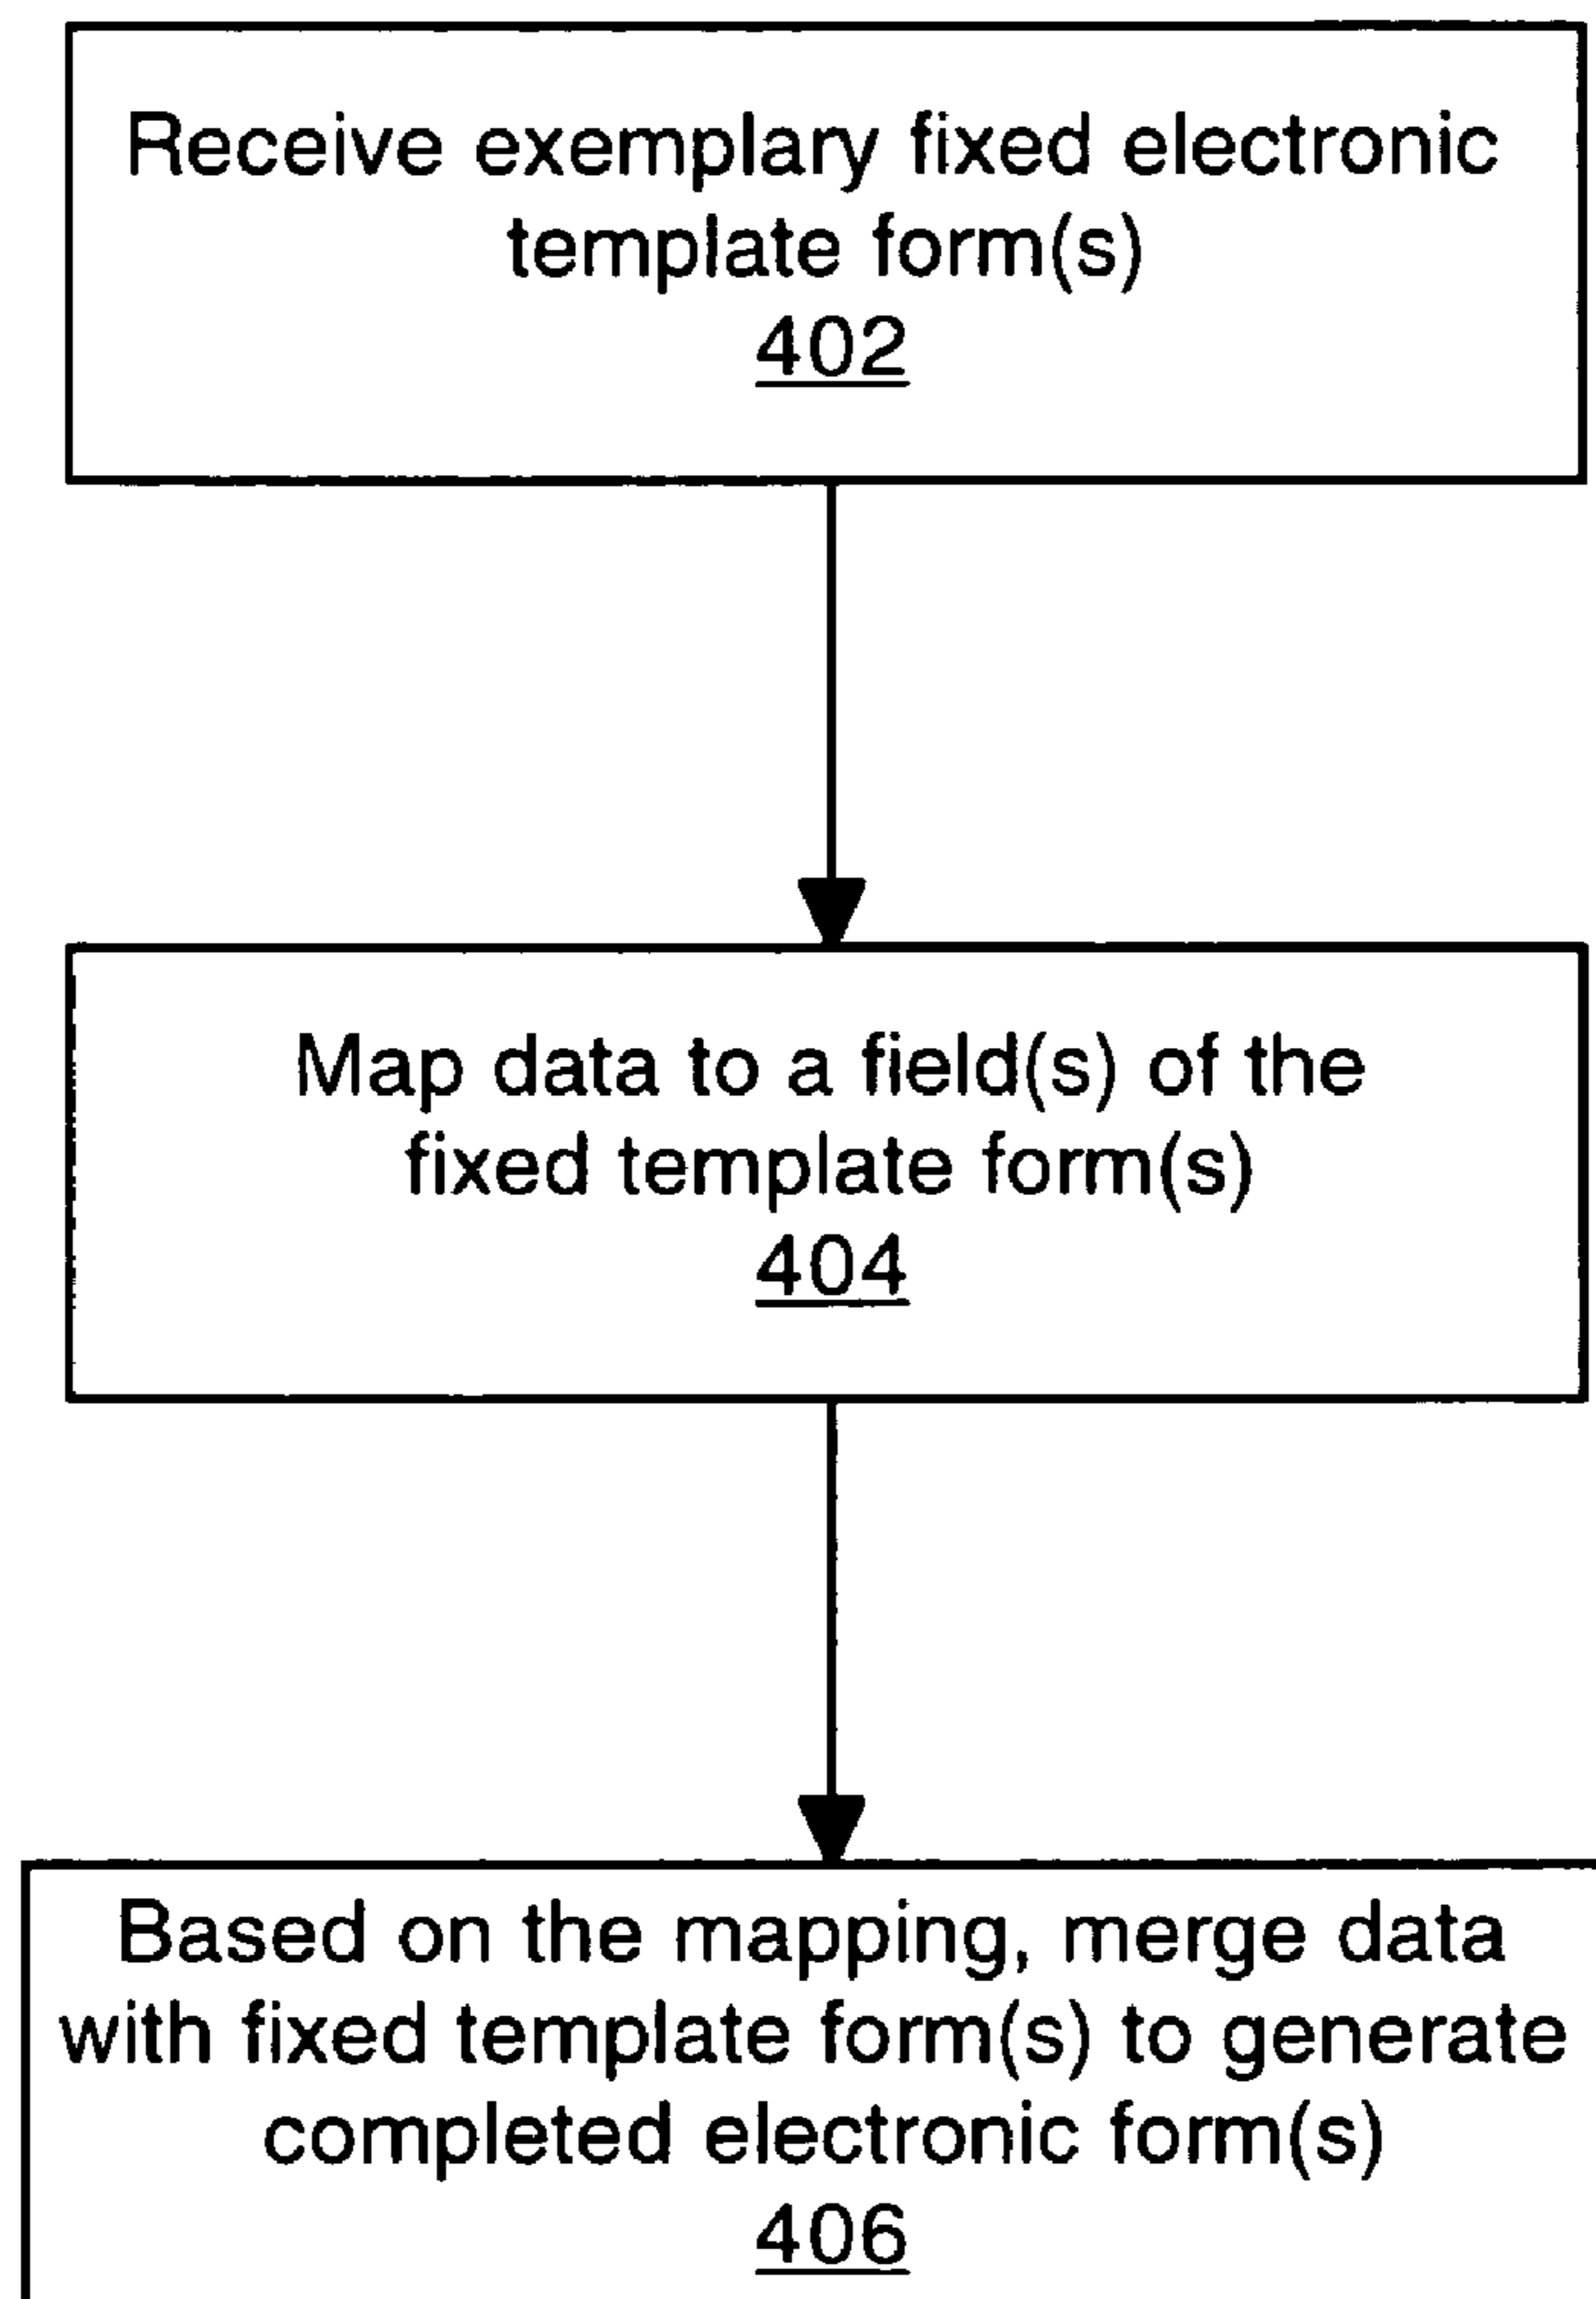 Receive exemplary fixed electronic
template form(s)
402
Map data to a field(s) of the
fixed template form(s)
404
Based on the mapping, merge data
with fixed template form(s) to generate
completed electronic form(s)
406